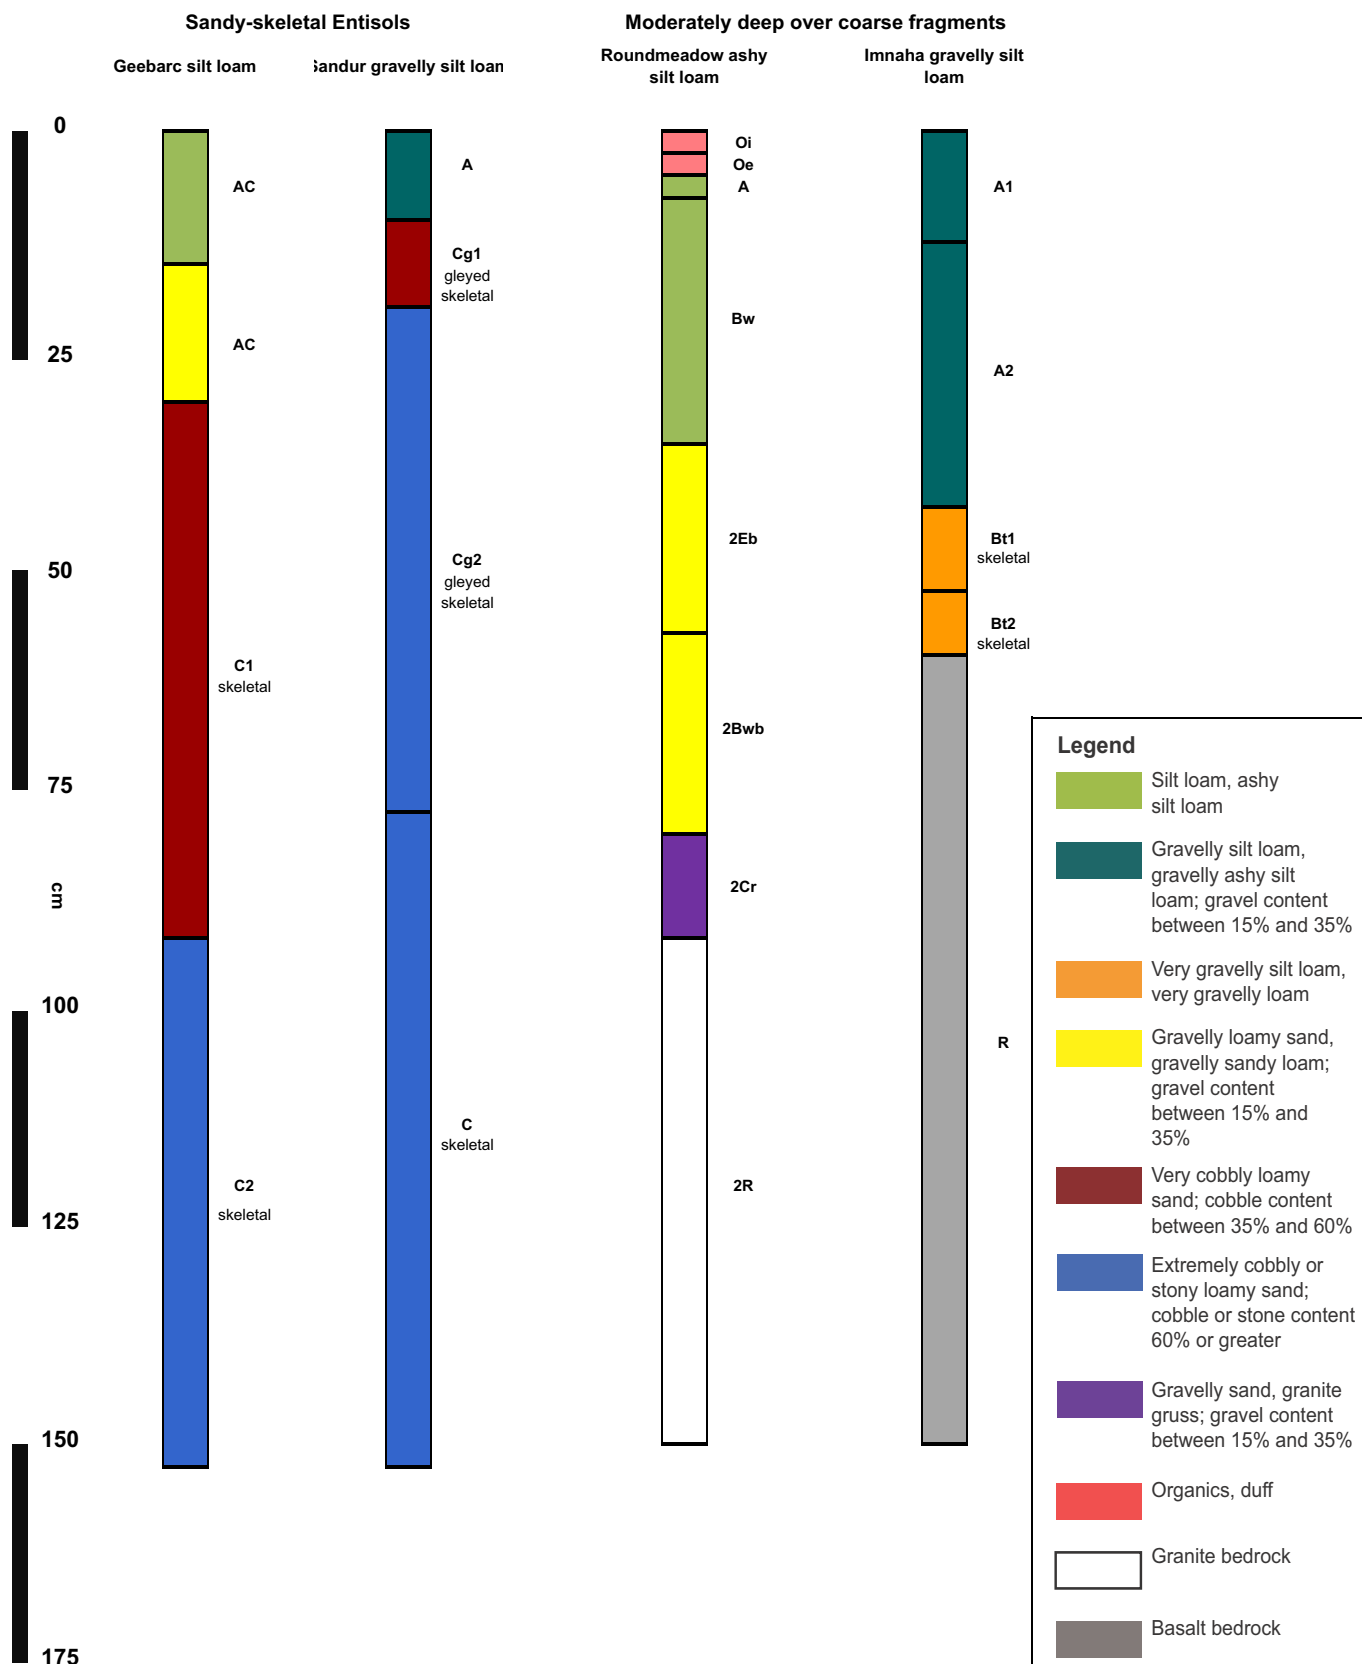 Sandy-skeletal Entisols
Moderately deep over coarse fragments
Geebarc silt loam
Sandur gravelly silt loan
Roundmeadow ashy
silt loam
Imnaha gravelly silt
loam
0
25
50
75
cm
100
125
150
175
AC
AC
C1
skeletal
C2
skeletal
A
Cg1
gleyed
skeletal
Cg2
gleyed
skeletal
C
skeletal
Oi
Oe
A
Bw
2Eb
2Bwb
2Cr
2R
A1
A2
Bt1
skeletal
Bt2
skeletal
R
Legend
Silt loam, ashy
silt loam
Gravelly silt loam,
gravelly ashy silt
loam; gravel content
between 15% and 35%
Very gravelly silt loam,
very gravelly loam
Gravelly loamy sand,
gravelly sandy loam;
gravel content
between 15% and
35%
Very cobbly loamy
sand; cobble content
between 35% and 60%
Extremely cobbly or
stony loamy sand;
cobble or stone content
60% or greater
Gravelly sand, granite
gruss; gravel content
between 15% and 35%
Organics, duff
Granite bedrock
Basalt bedrock